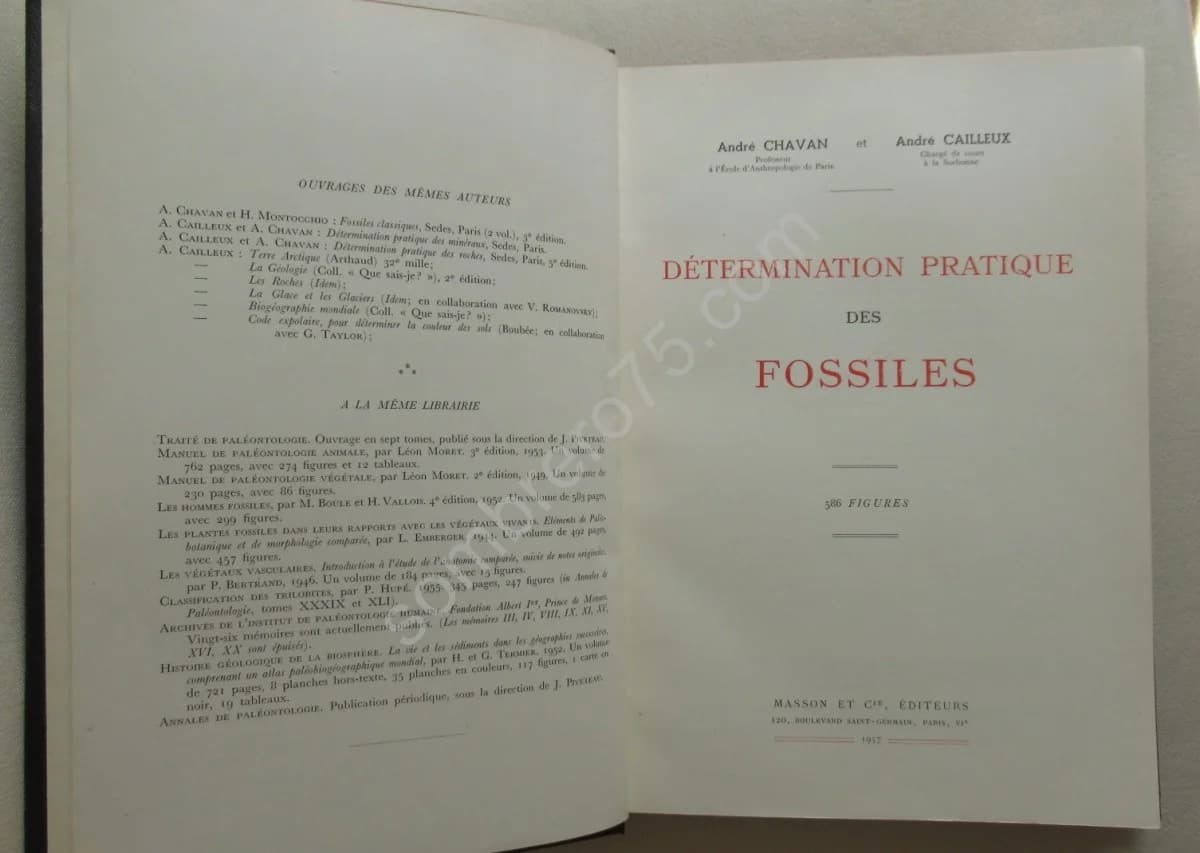 OUVRAGES DES MÊMES AUTEURS
A. CHAVAN et H. MONTOCCHIO : Fossiles classiques, Sedes, Paris (2 vol.), 3e édition.
A. CAILLEUX et A. CHAVAN : Détermination pratique des minéraux, Sedes, Paris.
A. CAILLEUX et A. CHAVAN : Détermination pratique des roches, Sedes, Paris, 3e édition.
A. CAILLEUX : Terre Arctique (Arthaud) 32e mille;
— La Géologie (Coll. « Que sais-je? »), 2e édition;
— Les Roches (Idem);
— La Glace et les Glaciers (Idem; en collaboration avec V. ROMANOVSKY);
— Biogéographie mondiale (Coll. « Que sais-je? »);
— Code expolaire, pour déterminer la couleur des sols (Boubée; en collaboration
avec G. TAYLOR);
A LA MÊME LIBRAIRIE
TRAITÉ DE PALÉONTOLOGIE. Ouvrage en sept tomes, publié sous la direction de J. PIVETEAU.
MANUEL DE PALÉONTOLOGIE ANIMALE, par Léon MORET. 3e édition, 1953. Un volume de
762 pages, avec 274 figures et 12 tableaux.
MANUEL DE PALÉONTOLOGIE VÉGÉTALE, par Léon MORET. 2e édition, 1949. Un volume de
230 pages, avec 86 figures.
LES HOMMES FOSSILES, par M. BOULE et H. VALLOIS. 4e édition, 1952. Un volume de 583 pages,
avec 299 figures.
LES PLANTES FOSSILES DANS LEURS RAPPORTS AVEC LES VÉGÉTAUX VIVANTS. Eléments de Paléo-
botanique et de morphologie comparée, par L. EMBERGER, 1944. Un volume de 492 pages,
avec 457 figures.
LES VÉGÉTAUX VASCULAIRES. Introduction à l'étude de l'anatomie comparée, suivie de notes originales,
par P. BERTRAND, 1946. Un volume de 184 pages, avec 15 figures.
CLASSIFICATION DES TRILOBITES, par P. HUPÉ. 1955. 345 pages, 247 figures (in Annales de
Paléontologie, tomes XXXIX et XLI).
ARCHIVES DE L'INSTITUT DE PALÉONTOLOGIE HUMAINE. Fondation Albert Ier, Prince de Monaco.
Vingt-six mémoires sont actuellement publiés. (Les mémoires III, IV, VIII, IX, XI, XV,
XVI, XX sont épuisés).
HISTOIRE GÉOLOGIQUE DE LA BIOSPHÈRE. La vie et les sédiments dans les géographies successives,
comprenant un atlas paléobiogéographique mondial, par H. et G. TERMIER. 1952. Un volume
de 721 pages, 8 planches hors-texte, 35 planches en couleurs, 117 figures, 1 carte en
noir, 19 tableaux.
ANNALES DE PALÉONTOLOGIE. Publication périodique, sous la direction de J. PIVETEAU.
André CHAVAN et André CAILLEUX
Professeur Chargé de cours
à l'École d'Anthropologie de Paris à la Sorbonne
DÉTERMINATION PRATIQUE
DES
FOSSILES
586 FIGURES
MASSON ET CIE, ÉDITEURS
120, BOULEVARD SAINT-GERMAIN, PARIS, VIe
1957
sombrero75.com